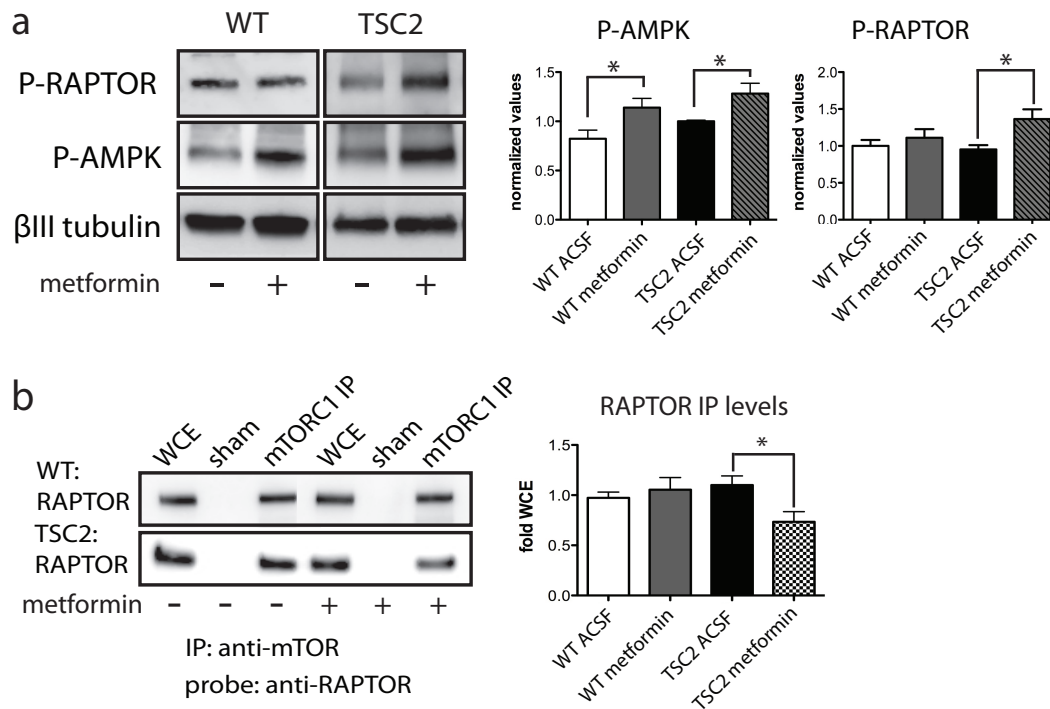 a
WT TSC2
P-RAPTOR
P-AMPK
βIII tubulin
metformin − + − +
P-AMPK
normalized values
1.5
1.0
0.5
0.0
* *
WT ACSF
WT metformin
TSC2 ACSF
TSC2 metformin
P-RAPTOR
normalized values
2.0
1.5
1.0
0.5
0.0
*
WT ACSF
WT metformin
TSC2 ACSF
TSC2 metformin
b
WCE sham mTORC1 IP WCE sham mTORC1 IP
WT:
RAPTOR
TSC2:
RAPTOR
metformin − − − + + +
IP: anti-mTOR
probe: anti-RAPTOR
RAPTOR IP levels
fold WCE
1.5
1.0
0.5
0.0
*
WT ACSF
WT metformin
TSC2 ACSF
TSC2 metformin